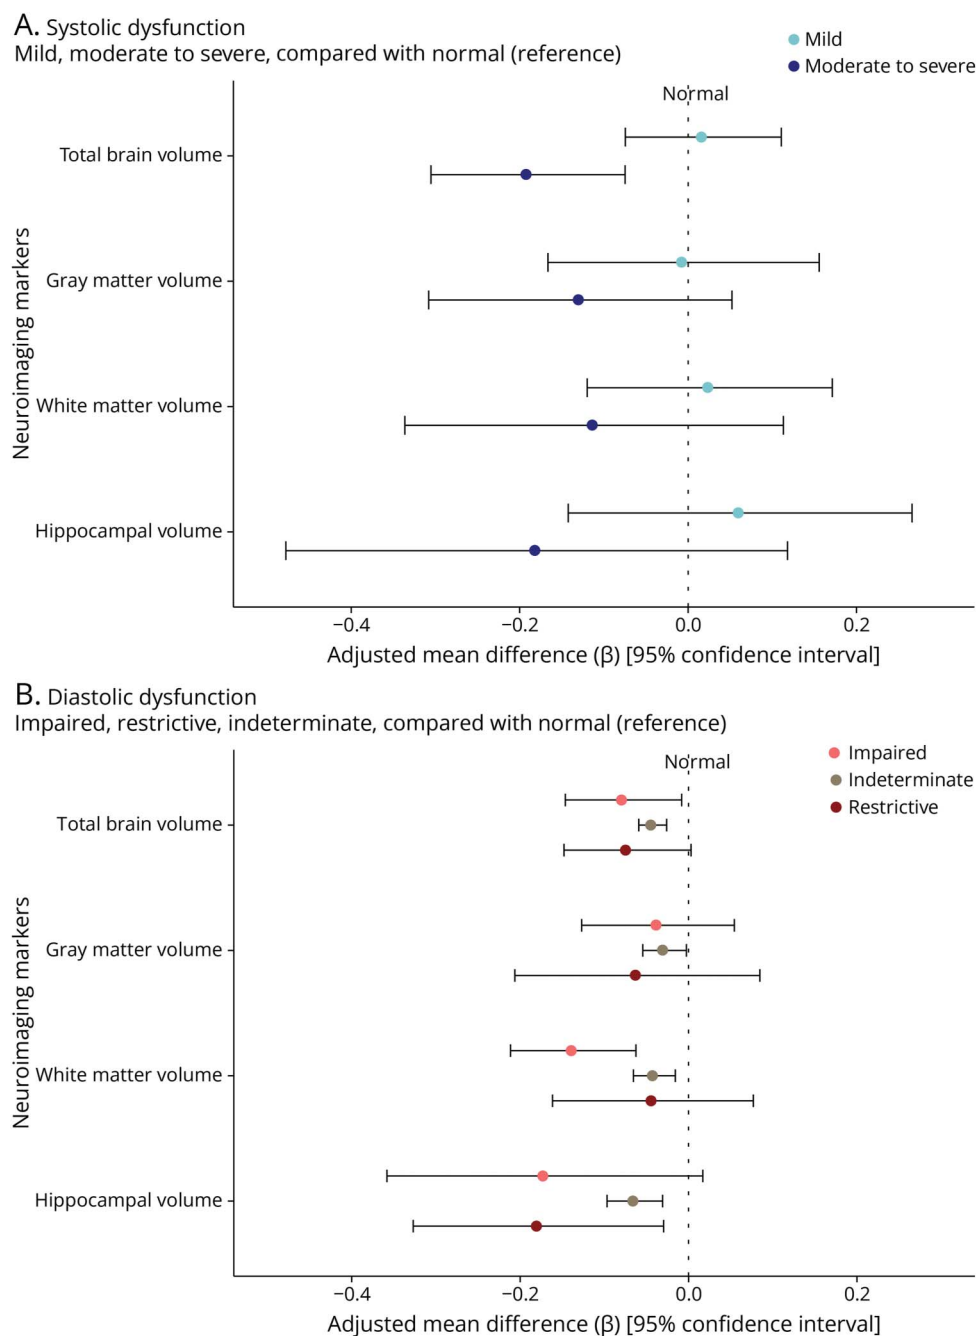 A. Systolic dysfunction
Mild, moderate to severe, compared with normal (reference)
Mild
Moderate to severe
Normal
Total brain volume
Gray matter volume
White matter volume
Hippocampal volume
Neuroimaging markers
−0.4
−0.2
0.0
0.2
Adjusted mean difference (β) [95% confidence interval]
B. Diastolic dysfunction
Impaired, restrictive, indeterminate, compared with normal (reference)
Impaired
Indeterminate
Restrictive
Normal
Total brain volume
Gray matter volume
White matter volume
Hippocampal volume
Neuroimaging markers
−0.4
−0.2
0.0
0.2
Adjusted mean difference (β) [95% confidence interval]